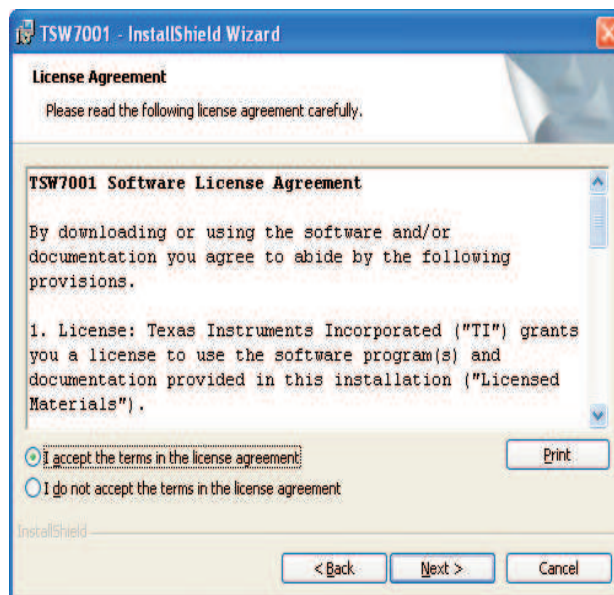 TSW7001 - InstallShield Wizard
License Agreement
Please read the following license agreement carefully.
TSW7001 Software License Agreement
By downloading or using the software and/or
documentation you agree to abide by the following
provisions.
1. License: Texas Instruments Incorporated ("TI") grants
you a license to use the software program(s) and
documentation provided in this installation ("Licensed
Materials").
I accept the terms in the license agreement
Print
I do not accept the terms in the license agreement
InstallShield
< Back
Next >
Cancel